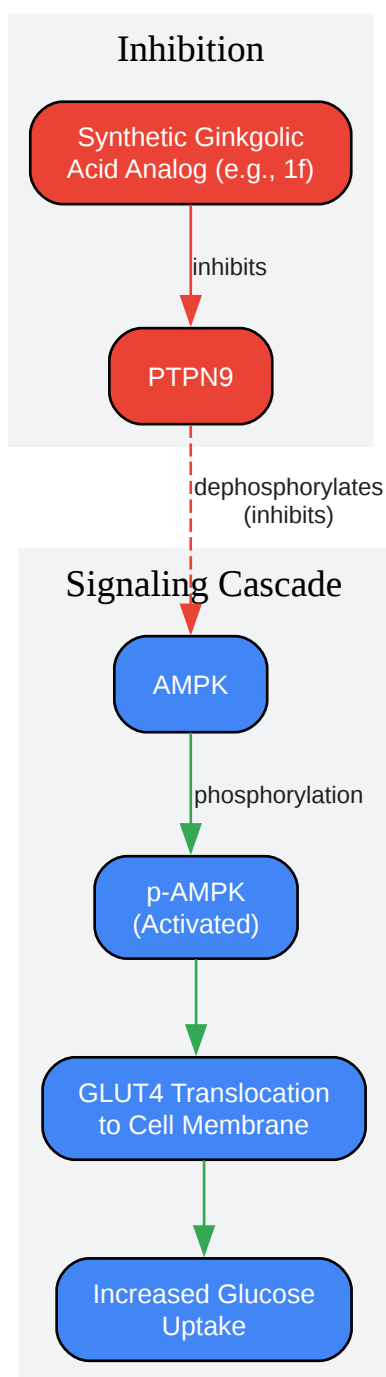 Inhibition
Synthetic Ginkgolic
Acid Analog (e.g., 1f)
inhibits
PTPN9
dephosphorylates
(inhibits)
Signaling Cascade
AMPK
phosphorylation
p-AMPK
(Activated)
GLUT4 Translocation
to Cell Membrane
Increased Glucose
Uptake